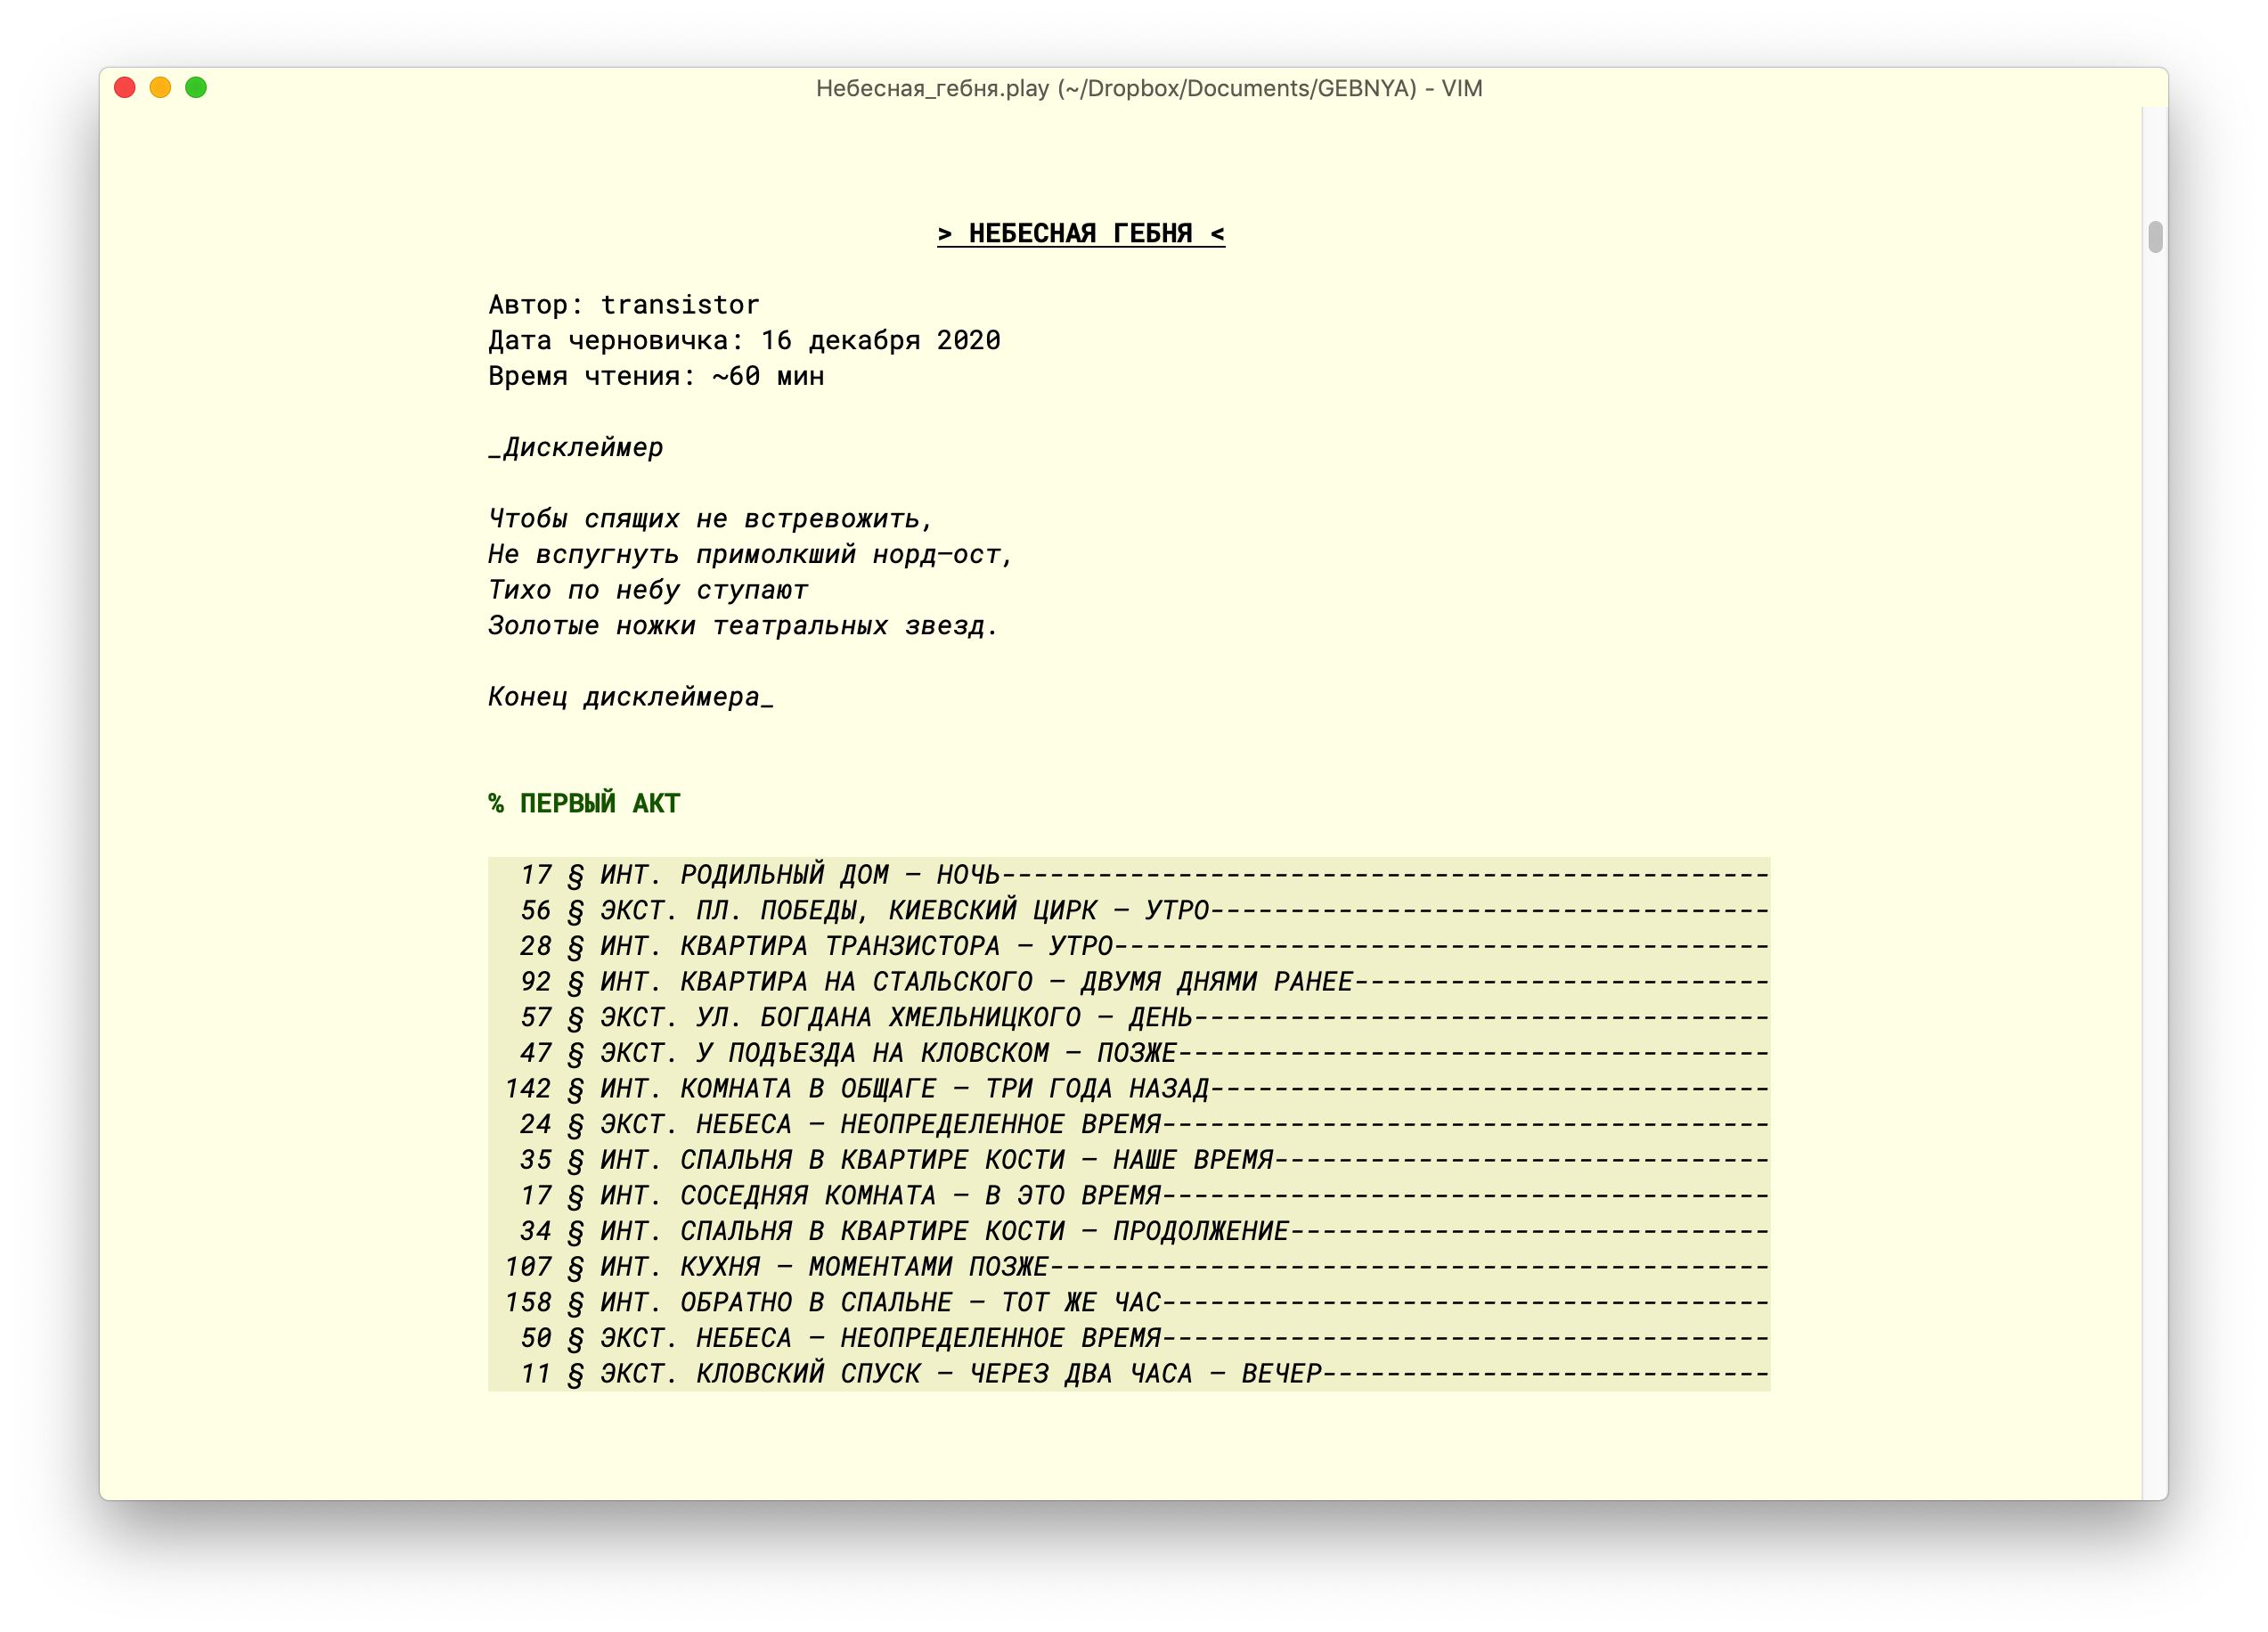 Небесная_гебня.play (~/Dropbox/Documents/GEBNYA) - VIM
> НЕБЕСНАЯ ГЕБНЯ <
Автор: transistor
Дата черновичка: 16 декабря 2020
Время чтения: ~60 мин
_Дисклеймер
Чтобы спящих не встревожить,
Не вспугнуть примолкший норд–ост,
Тихо по небу ступают
Золотые ножки театральных звезд.
Конец дисклеймера_
% ПЕРВЫЙ АКТ
17 § ИНТ. РОДИЛЬНЫЙ ДОМ – НОЧЬ------------------------------------------------
56 § ЭКСТ. ПЛ. ПОБЕДЫ, КИЕВСКИЙ ЦИРК – УТРО-----------------------------------
28 § ИНТ. КВАРТИРА ТРАНЗИСТОРА – УТРО-----------------------------------------
92 § ИНТ. КВАРТИРА НА СТАЛЬСКОГО – ДВУМЯ ДНЯМИ РАНЕЕ--------------------------
57 § ЭКСТ. УЛ. БОГДАНА ХМЕЛЬНИЦКОГО – ДЕНЬ------------------------------------
47 § ЭКСТ. У ПОДЪЕЗДА НА КЛОВСКОМ – ПОЗЖЕ-------------------------------------
142 § ИНТ. КОМНАТА В ОБЩАГЕ – ТРИ ГОДА НАЗАД-----------------------------------
24 § ЭКСТ. НЕБЕСА – НЕОПРЕДЕЛЕННОЕ ВРЕМЯ--------------------------------------
35 § ИНТ. СПАЛЬНЯ В КВАРТИРЕ КОСТИ – НАШЕ ВРЕМЯ-------------------------------
17 § ИНТ. СОСЕДНЯЯ КОМНАТА – В ЭТО ВРЕМЯ--------------------------------------
34 § ИНТ. СПАЛЬНЯ В КВАРТИРЕ КОСТИ – ПРОДОЛЖЕНИЕ------------------------------
107 § ИНТ. КУХНЯ – МОМЕНТАМИ ПОЗЖЕ---------------------------------------------
158 § ИНТ. ОБРАТНО В СПАЛЬНЕ – ТОТ ЖЕ ЧАС--------------------------------------
50 § ЭКСТ. НЕБЕСА – НЕОПРЕДЕЛЕННОЕ ВРЕМЯ--------------------------------------
11 § ЭКСТ. КЛОВСКИЙ СПУСК – ЧЕРЕЗ ДВА ЧАСА – ВЕЧЕР----------------------------